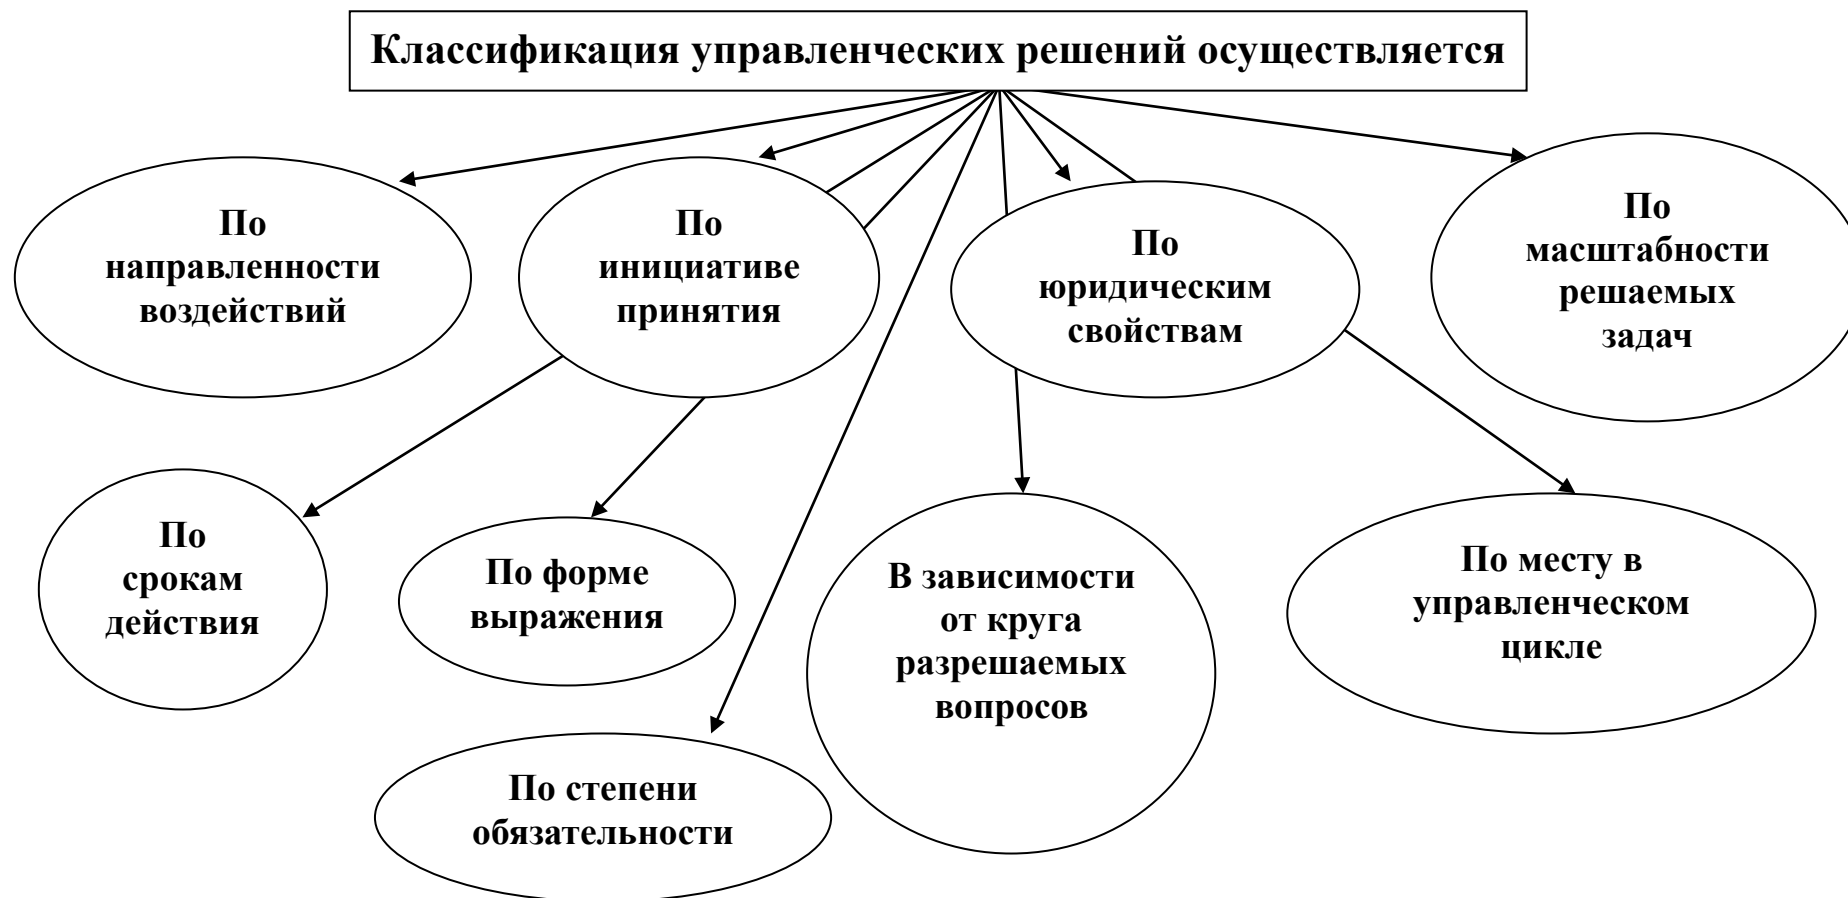 Классификация управленческих решений осуществляется
По
направленности
воздействий
По
инициативе
принятия
По
юридическим
свойствам
По
масштабности
решаемых
задач
По
срокам
действия
По форме
выражения
В зависимости
от круга
разрешаемых
вопросов
По месту в
управленческом
цикле
По степени
обязательности